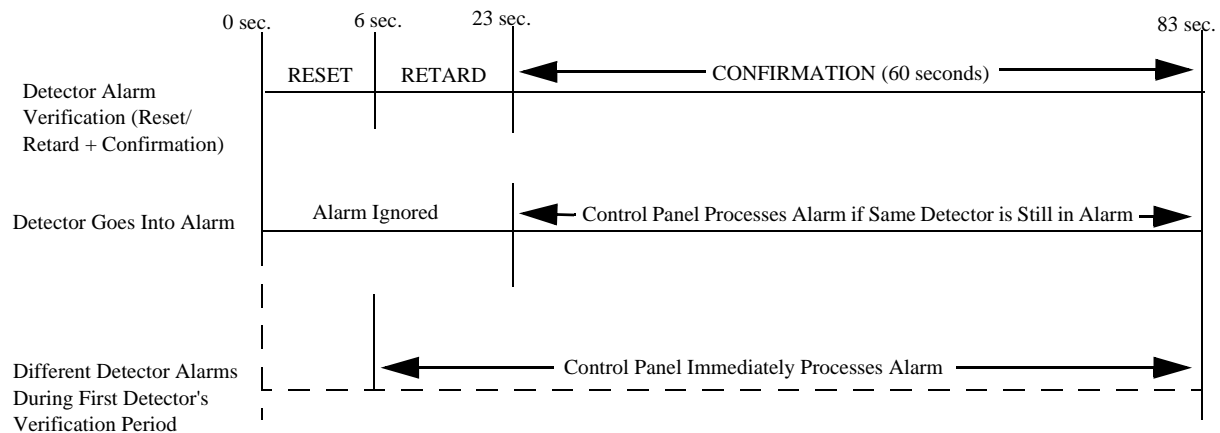 0 sec.
6 sec.
23 sec.
83 sec.
RESET
RETARD
CONFIRMATION (60 seconds)
Detector Alarm
Verification (Reset/
Retard + Confirmation)
Alarm Ignored
Control Panel Processes Alarm if Same Detector is Still in Alarm
Detector Goes Into Alarm
Control Panel Immediately Processes Alarm
Different Detector Alarms
During First Detector's
Verification Period